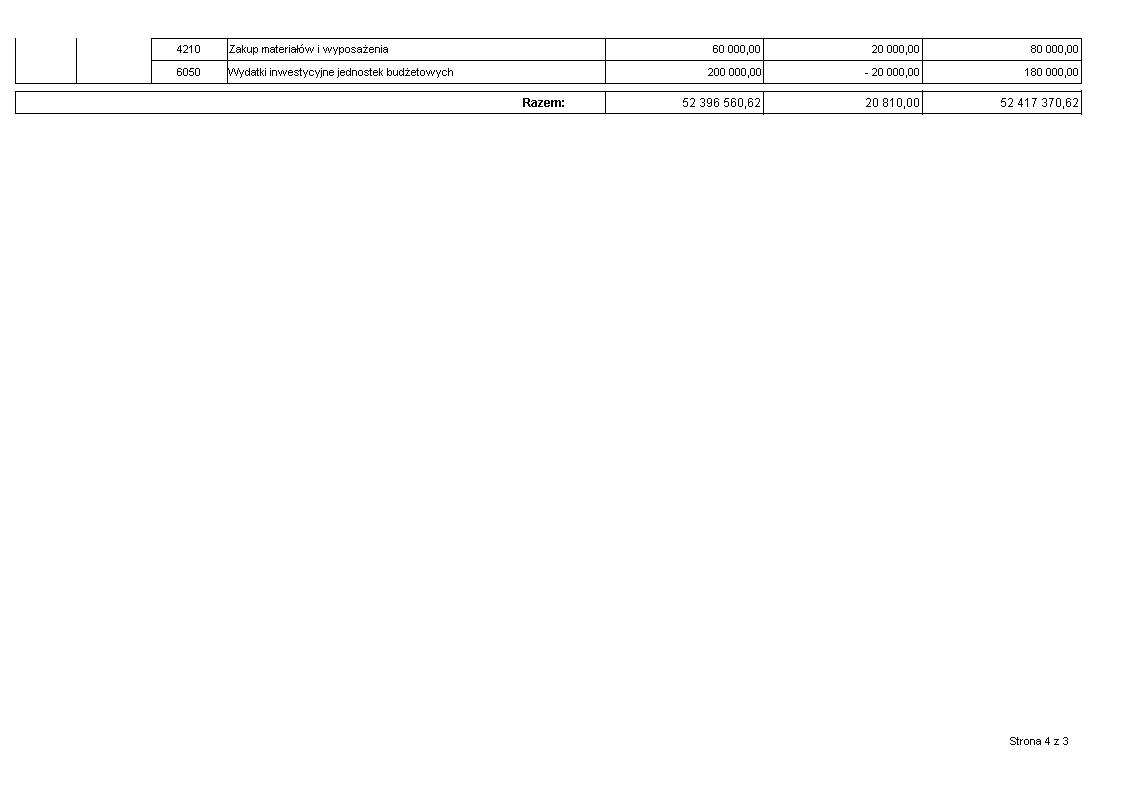 4210 Zakup materiałów i wyposażenia 60 000,00 20 000,00 80 000,00
6050 Wydatki inwestycyjne jednostek budżetowych 200 000,00 - 20 000,00 180 000,00
Razem: 52 396 560,62 20 810,00 52 417 370,62
Strona 4 z 3